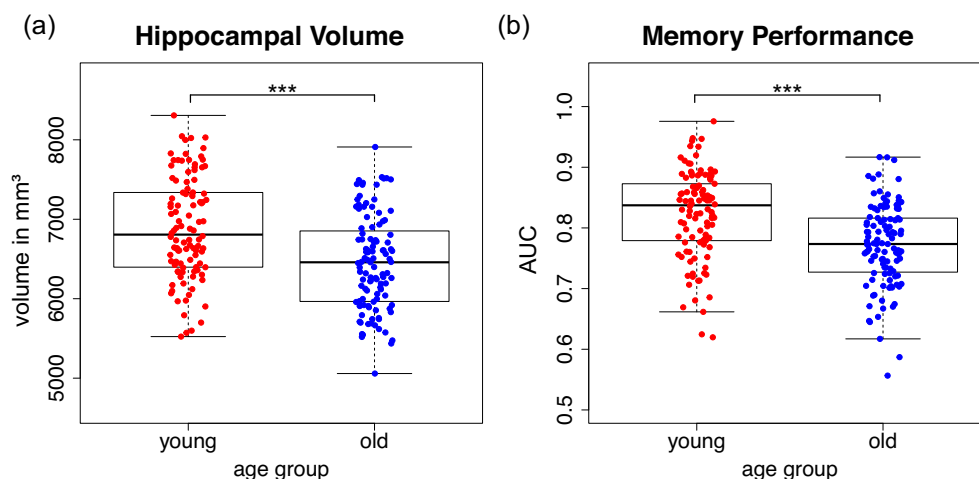 (a)
Hippocampal Volume
***
volume in mm³
8000
7000
6000
5000
young
old
age group
(b)
Memory Performance
***
AUC
1.0
0.9
0.8
0.7
0.6
0.5
young
old
age group